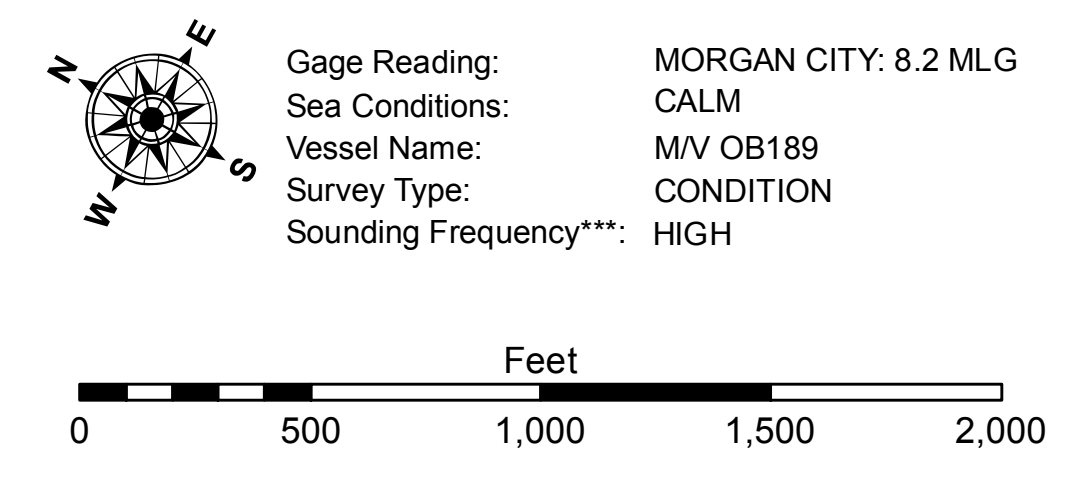 N E S W
Gage Reading: MORGAN CITY: 8.2 MLG
Sea Conditions: CALM
Vessel Name: M/V OB189
Survey Type: CONDITION
Sounding Frequency***: HIGH
Feet
0 500 1,000 1,500 2,000